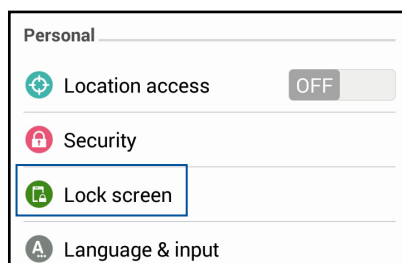 Personal
Location access OFF
Security
Lock screen
A Language & input